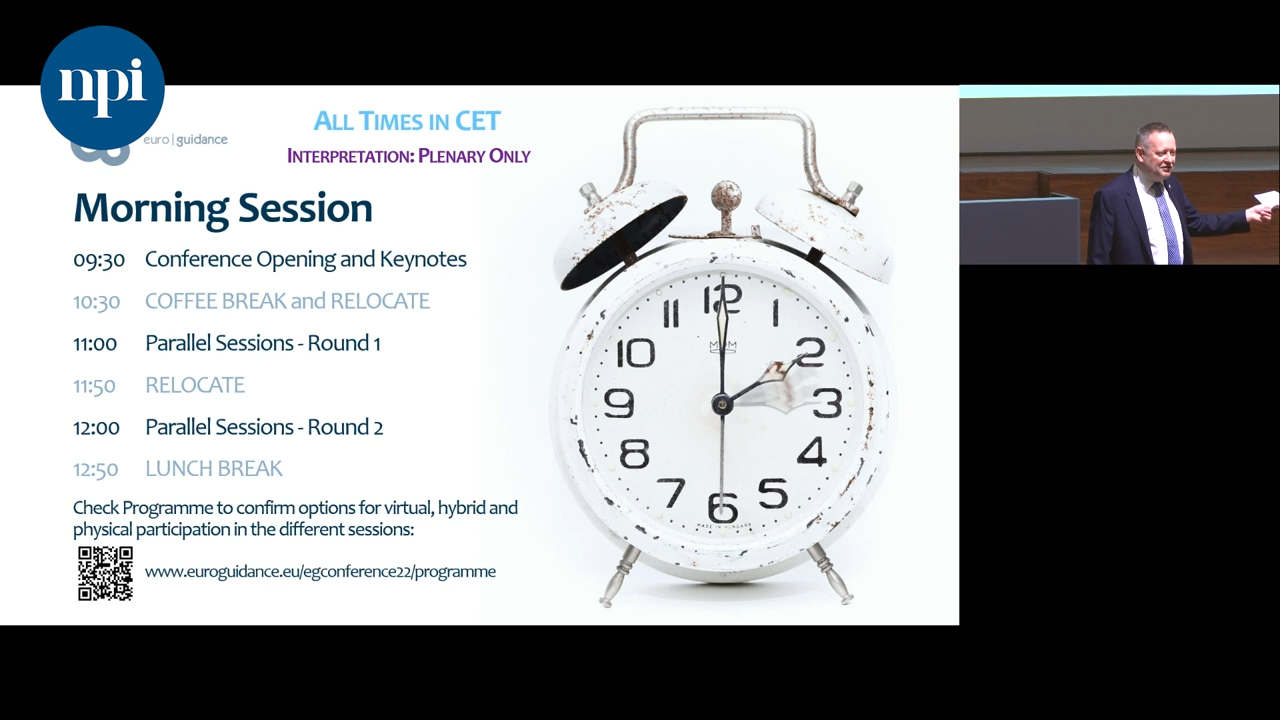 npi
euro | guidance
ALL TIMES IN CET
INTERPRETATION: PLENARY ONLY
Morning Session
09:30 Conference Opening and Keynotes
10:30 COFFEE BREAK and RELOCATE
11:00 Parallel Sessions - Round 1
11:50 RELOCATE
12:00 Parallel Sessions - Round 2
12:50 LUNCH BREAK
Check Programme to confirm options for virtual, hybrid and
physical participation in the different sessions:
www.euroguidance.eu/egconference22/programme
11 12 1
10 2
9 3
8 4
7 6 5
MADE IN HUNGARY